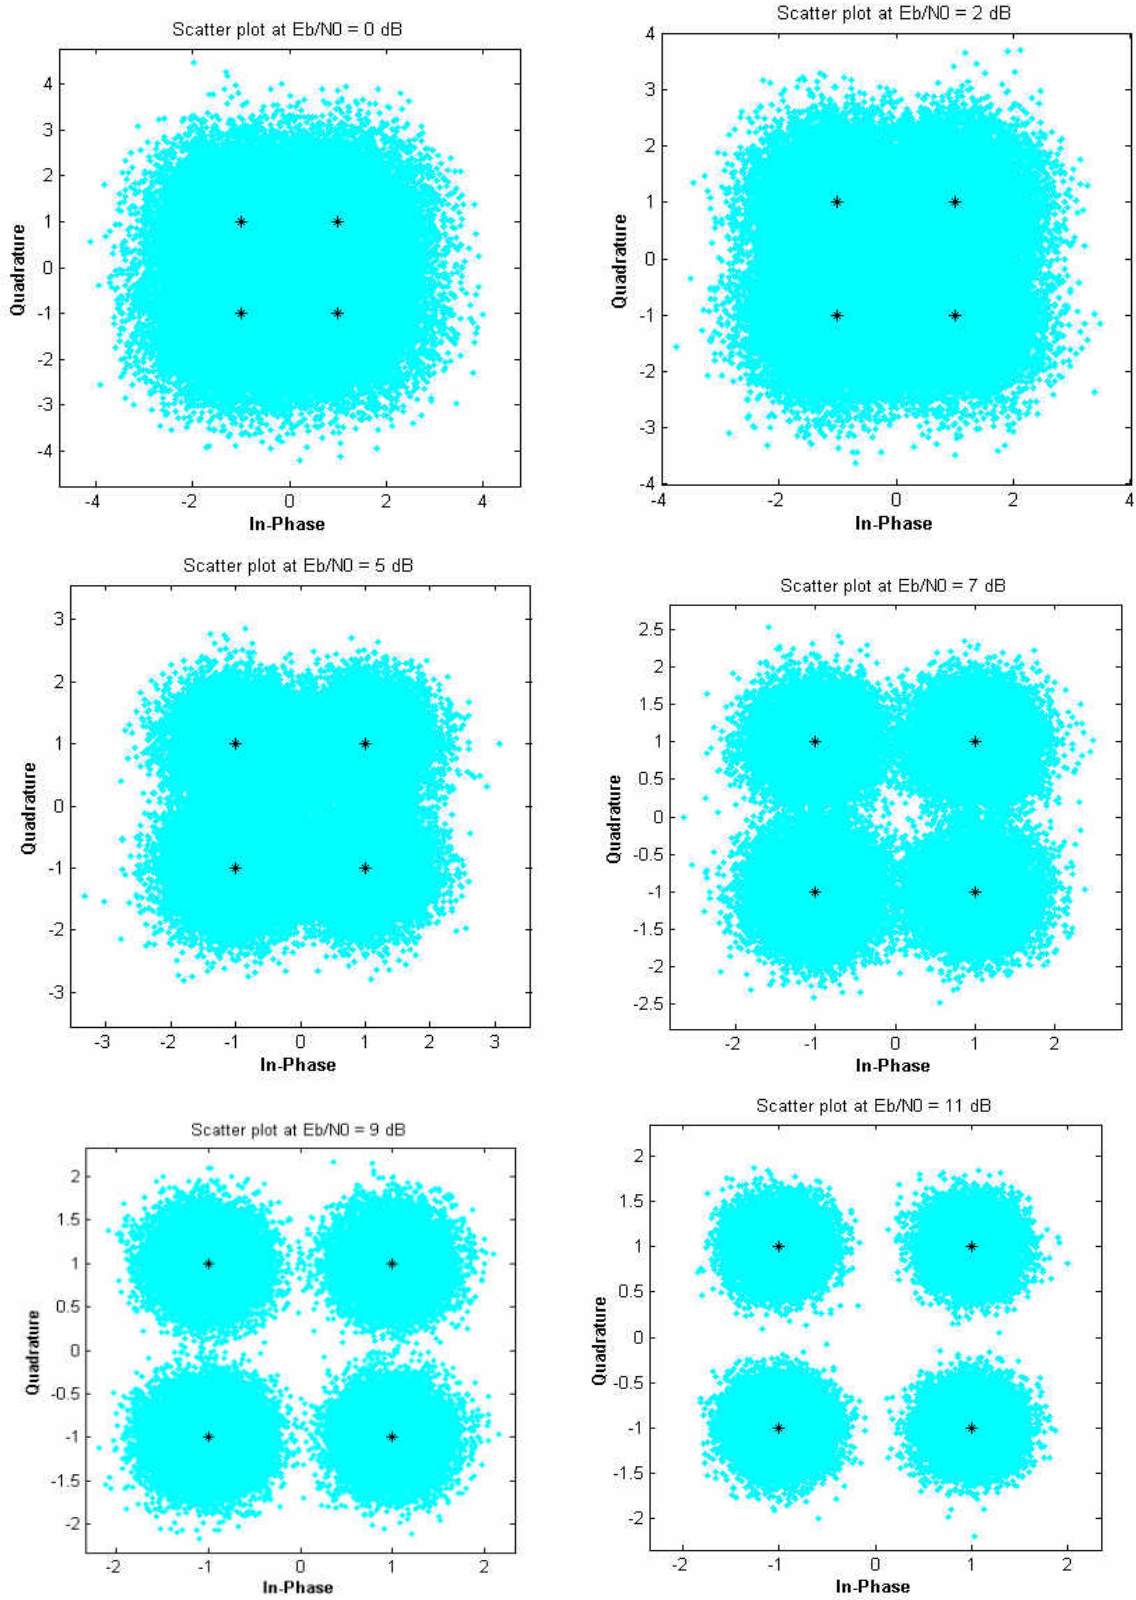 Scatter plot at Eb/N0 = 0 dB
4
3
2
1
0
-1
-2
-3
-4
Quadrature
-4 -2 0 2 4
In-Phase
Scatter plot at Eb/N0 = 2 dB
4
3
2
1
0
-1
-2
-3
-4
Quadrature
-4 -2 0 2 4
In-Phase
Scatter plot at Eb/N0 = 5 dB
3
2
1
0
-1
-2
-3
Quadrature
-3 -2 -1 0 1 2 3
In-Phase
Scatter plot at Eb/N0 = 7 dB
2.5
2
1.5
1
0.5
0
-0.5
-1
-1.5
-2
-2.5
Quadrature
-2 -1 0 1 2
In-Phase
Scatter plot at Eb/N0 = 9 dB
2
1.5
1
0.5
0
-0.5
-1
-1.5
-2
Quadrature
-2 -1 0 1 2
In-Phase
Scatter plot at Eb/N0 = 11 dB
2
1.5
1
0.5
0
-0.5
-1
-1.5
-2
Quadrature
-2 -1 0 1 2
In-Phase